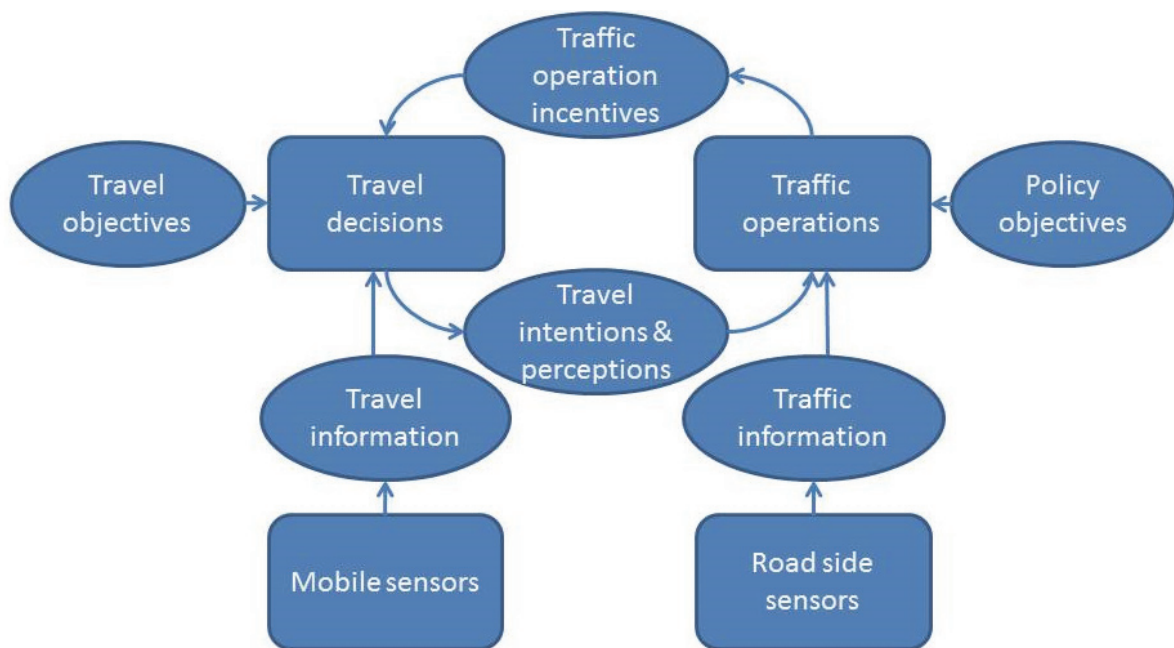 Traffic
operation
incentives
Travel
objectives
Travel
decisions
Traffic
operations
Policy
objectives
Travel
intentions &
perceptions
Travel
information
Traffic
information
Mobile sensors
Road side
sensors